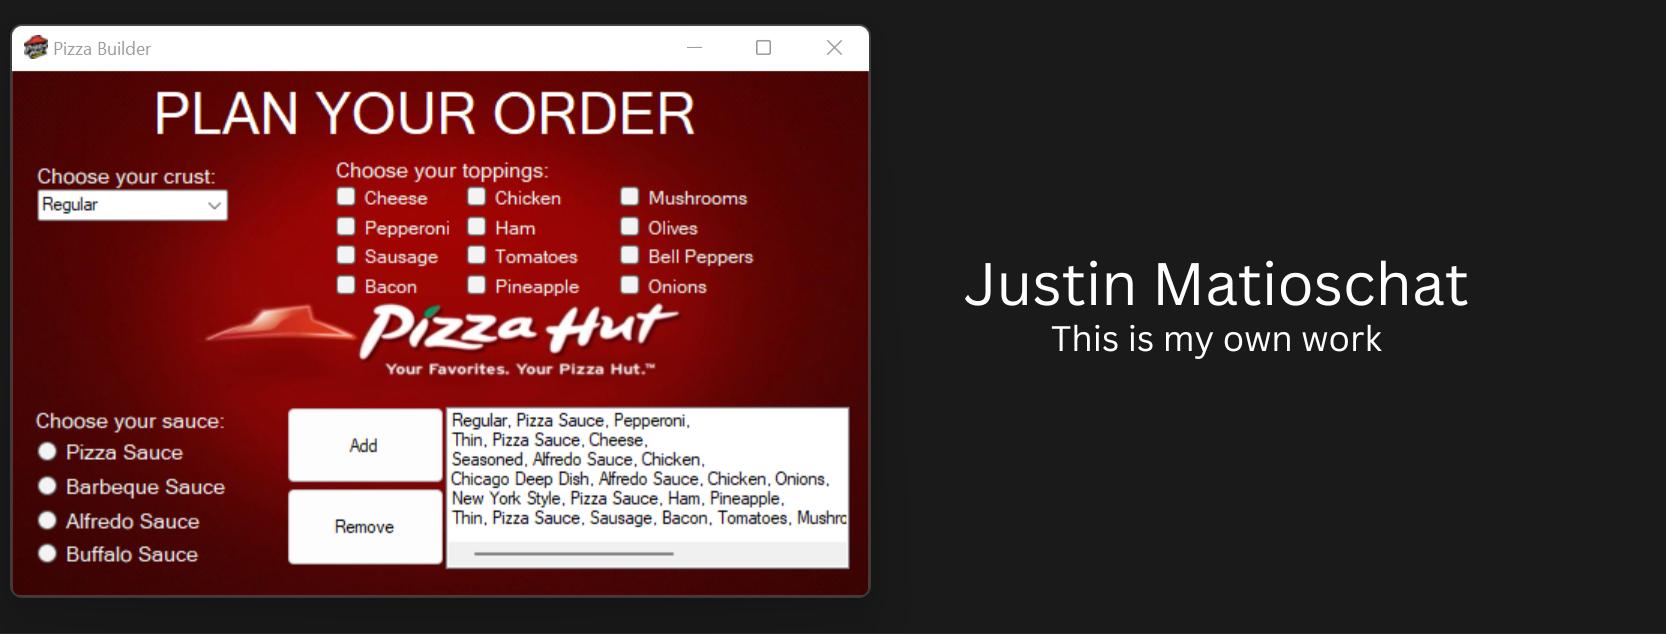 Pizza Builder
PLAN YOUR ORDER
Choose your crust:
Regular
Choose your toppings:
Cheese
Chicken
Mushrooms
Pepperoni
Ham
Olives
Sausage
Tomatoes
Bell Peppers
Bacon
Pineapple
Onions
Pizza Hut
Your Favorites. Your Pizza Hut.™
Choose your sauce:
Pizza Sauce
Barbeque Sauce
Alfredo Sauce
Buffalo Sauce
Add
Remove
Regular, Pizza Sauce, Pepperoni,
Thin, Pizza Sauce, Cheese,
Seasoned, Alfredo Sauce, Chicken,
Chicago Deep Dish, Alfredo Sauce, Chicken, Onions,
New York Style, Pizza Sauce, Ham, Pineapple,
Thin, Pizza Sauce, Sausage, Bacon, Tomatoes, Mushro
Justin Matioschat
This is my own work